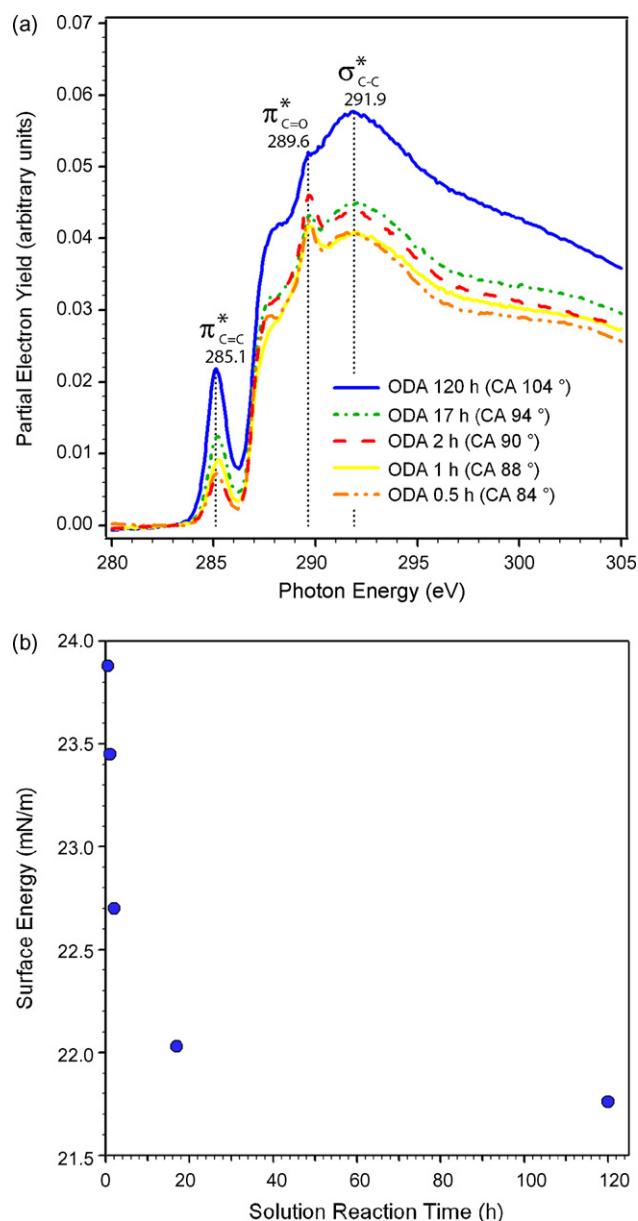 (a)
0.07
0.06
0.05
0.04
0.03
0.02
0.01
0.00
Partial Electron Yield (arbitrary units)
σ*C-C
291.9
π*C=O
289.6
π*C=C
285.1
ODA 120 h (CA 104 °)
ODA 17 h (CA 94 °)
ODA 2 h (CA 90 °)
ODA 1 h (CA 88 °)
ODA 0.5 h (CA 84 °)
280 285 290 295 300 305
Photon Energy (eV)
(b)
24.0
23.5
23.0
22.5
22.0
21.5
Surface Energy (mN/m)
0 20 40 60 80 100 120
Solution Reaction Time (h)